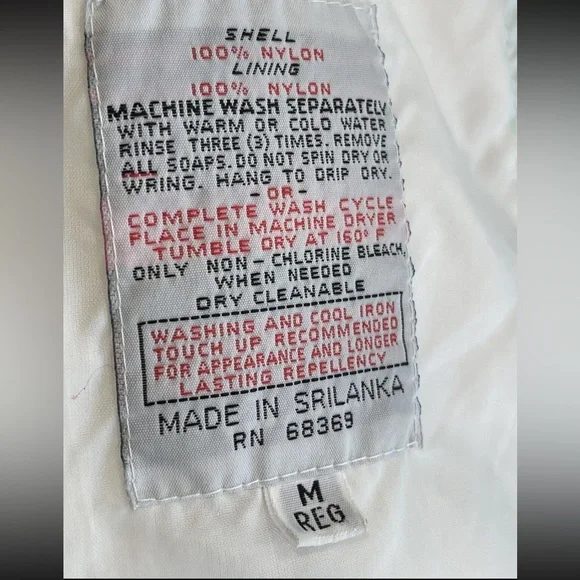 SHELL
100% NYLON
LINING
100% NYLON
MACHINE WASH SEPARATELY
WITH WARM OR COLD WATER
RINSE THREE (3) TIMES. REMOVE
ALL SOAPS. DO NOT SPIN DRY OR
WRING. HANG TO DRIP DRY.
- OR -
COMPLETE WASH CYCLE
PLACE IN MACHINE DRYER
TUMBLE DRY AT 160° F
ONLY NON - CHLORINE BLEACH,
WHEN NEEDED
DRY CLEANABLE
WASHING AND COOL IRON
TOUCH UP RECOMMENDED
FOR APPEARANCE AND LONGER
LASTING REPELLENCY
MADE IN SRILANKA
RN 68369
M
REG